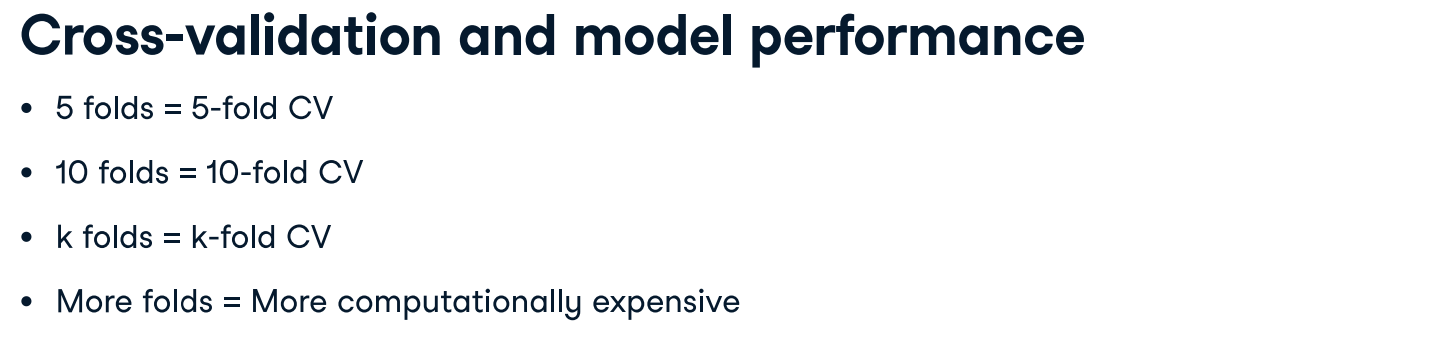 Cross-validation and model performance
• 5 folds = 5-fold CV
• 10 folds = 10-fold CV
• k folds = k-fold CV
• More folds = More computationally expensive